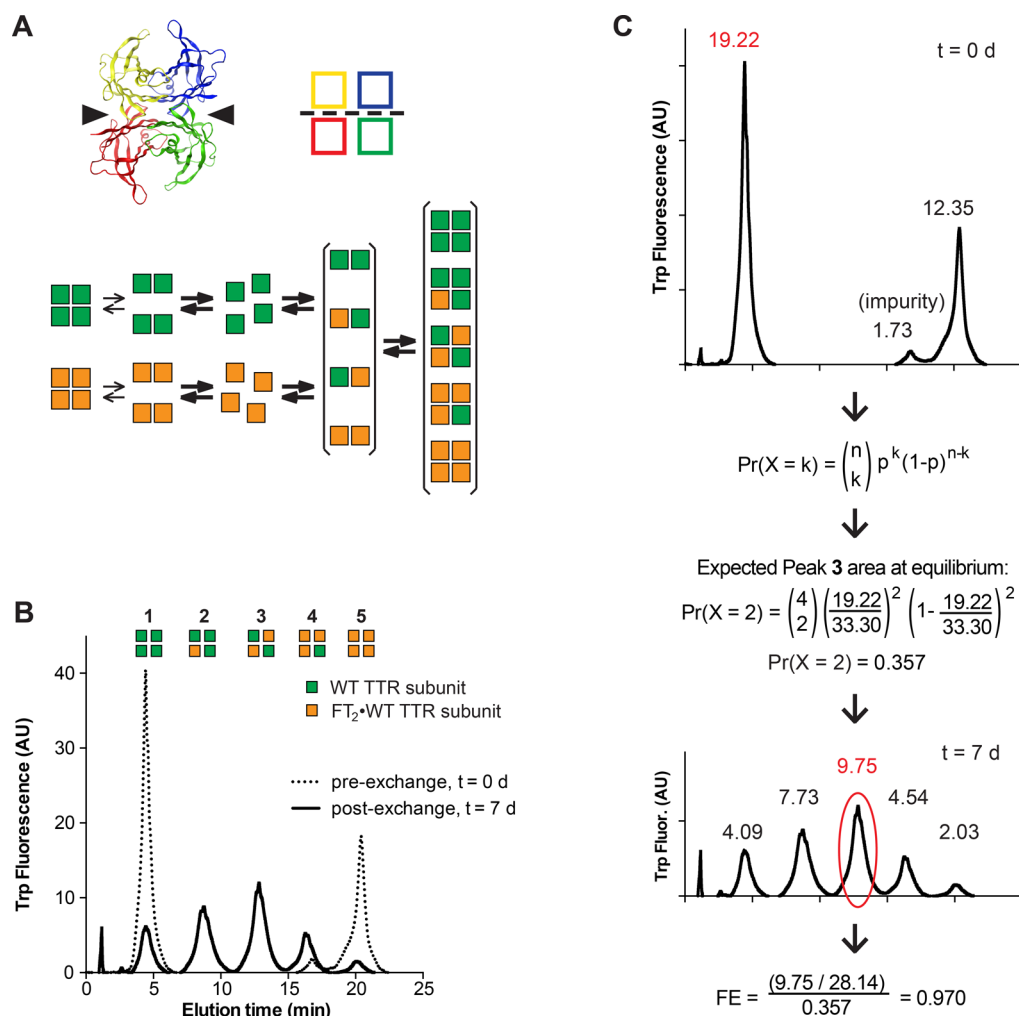 A
B
1 2 3 4 5
WT TTR subunit
FT₂•WT TTR subunit
pre-exchange, t = 0 d
post-exchange, t = 7 d
Trp Fluorescence (AU)
40
30
20
10
0
0 5 10 15 20 25
Elution time (min)
C
19.22
t = 0 d
12.35
(impurity)
1.73
Trp Fluorescence (AU)
Pr(X = k) = (n k) p^k (1-p)^n-k
Expected Peak 3 area at equilibrium:
Pr(X = 2) = (4 2) (19.22/33.30)^2 (1- 19.22/33.30)^2
Pr(X = 2) = 0.357
t = 7 d
9.75
7.73
4.54
4.09
2.03
Trp Fluor. (AU)
FE = (9.75 / 28.14)/0.357 = 0.970